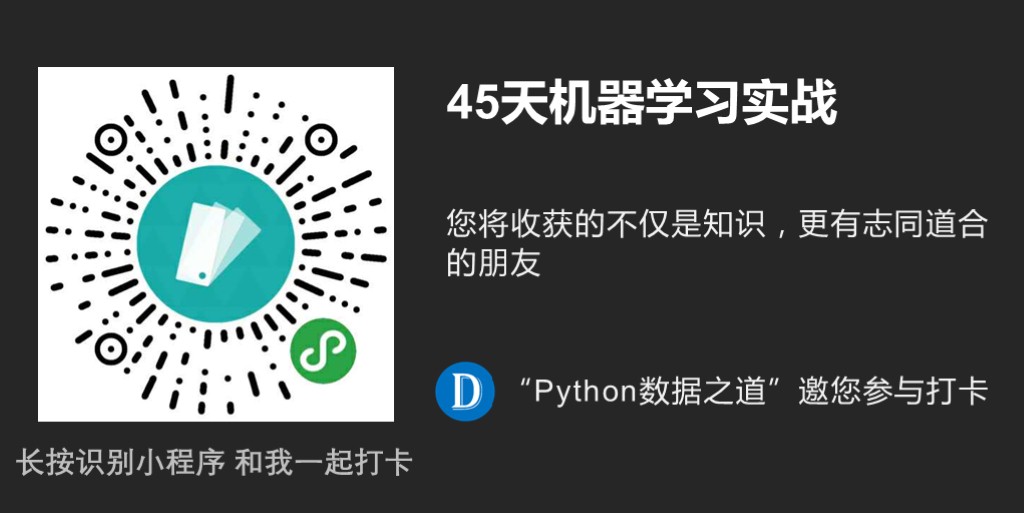 45天机器学习实战
您将收获的不仅是知识，更有志同道合
的朋友
D “Python数据之道”邀您参与打卡
长按识别小程序 和我一起打卡